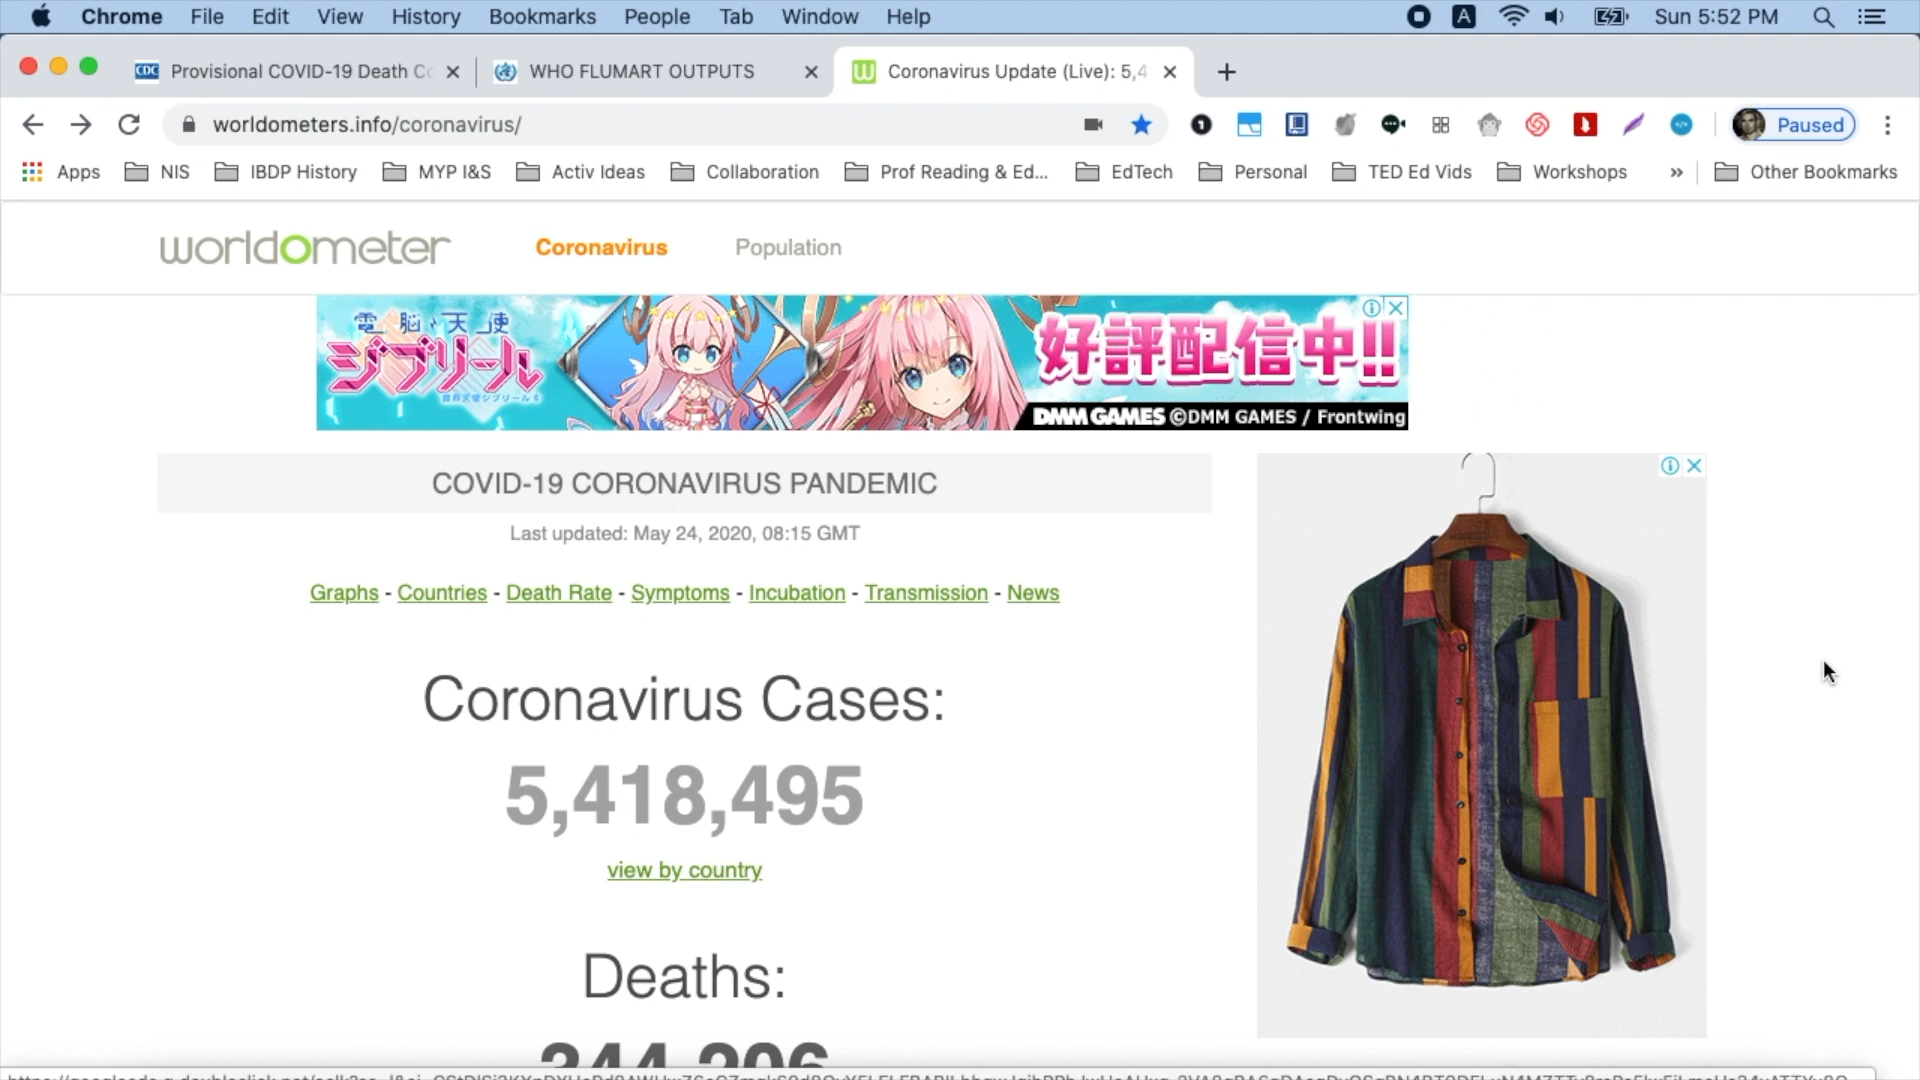 Chrome File Edit View History Bookmarks People Tab Window Help A Sun 5:52 PM
CDC Provisional COVID-19 Death Co WHO FLUMART OUTPUTS W Coronavirus Update (Live): 5,4
worldometers.info/coronavirus/ Paused
Apps NIS IBDP History MYP I&S Activ Ideas Collaboration Prof Reading & Ed... EdTech Personal TED Ed Vids Workshops » Other Bookmarks
worldometer Coronavirus Population
電脳天使
ジブリール
好評配信中!!
DMM GAMES ©DMM GAMES / Frontwing
COVID-19 CORONAVIRUS PANDEMIC
Last updated: May 24, 2020, 08:15 GMT
Graphs - Countries - Death Rate - Symptoms - Incubation - Transmission - News
Coronavirus Cases:
5,418,495
view by country
Deaths: